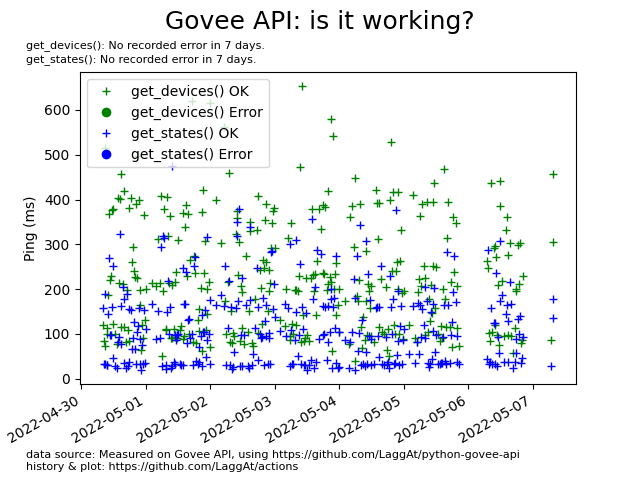 Govee API: is it working?
get_devices(): No recorded error in 7 days.
get_states(): No recorded error in 7 days.
get_devices() OK
get_devices() Error
get_states() OK
get_states() Error
Ping (ms)
600
500
400
300
200
100
0
2022-04-30
2022-05-01
2022-05-02
2022-05-03
2022-05-04
2022-05-05
2022-05-06
2022-05-07
data source: Measured on Govee API, using https://github.com/LaggAt/python-govee-api
history & plot: https://github.com/LaggAt/actions